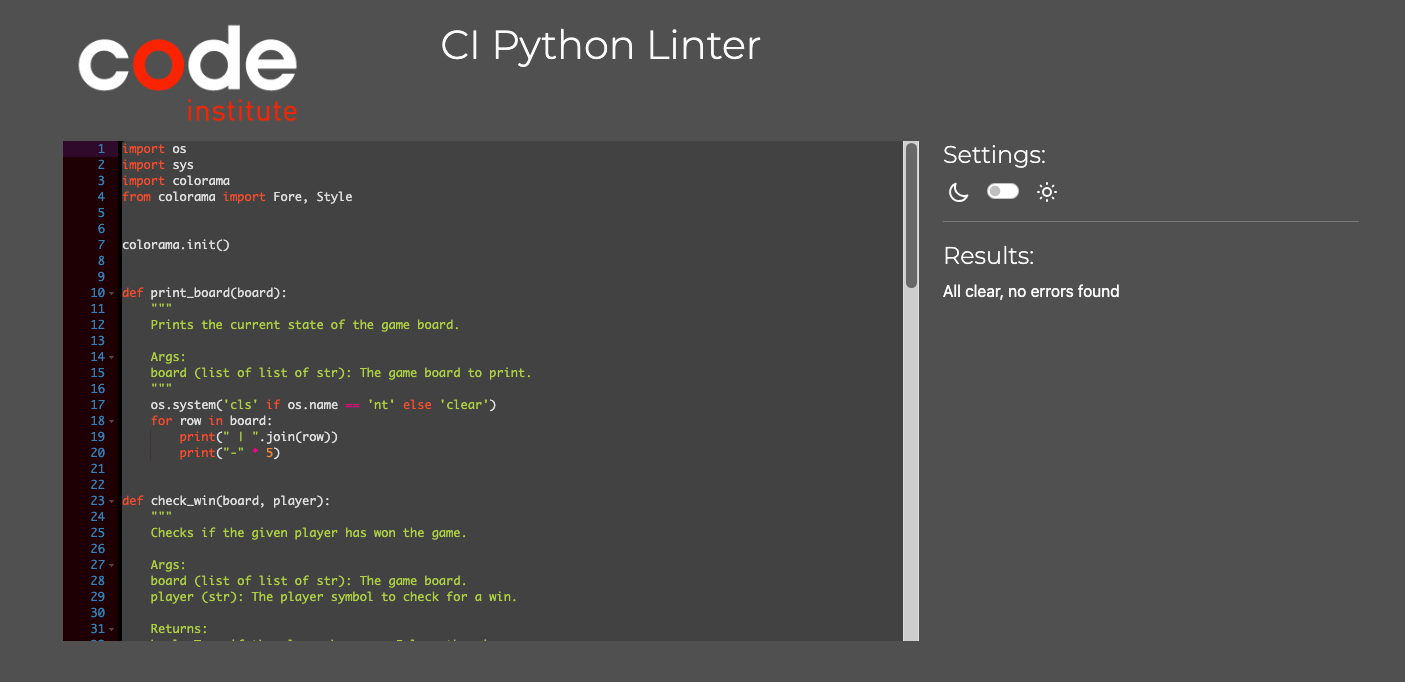 code
institute
CI Python Linter
1 import os
2 import sys
3 import colorama
4 from colorama import Fore, Style
5
6
7 colorama.init()
8
9
10 def print_board(board):
11     """
12     Prints the current state of the game board.
13
14     Args:
15     board (list of list of str): The game board to print.
16     """
17     os.system('cls' if os.name == 'nt' else 'clear')
18     for row in board:
19         print(" | ".join(row))
20         print("-" * 5)
21
22
23 def check_win(board, player):
24     """
25     Checks if the given player has won the game.
26
27     Args:
28     board (list of list of str): The game board.
29     player (str): The player symbol to check for a win.
30
31     Returns:
Settings:
Results:
All clear, no errors found